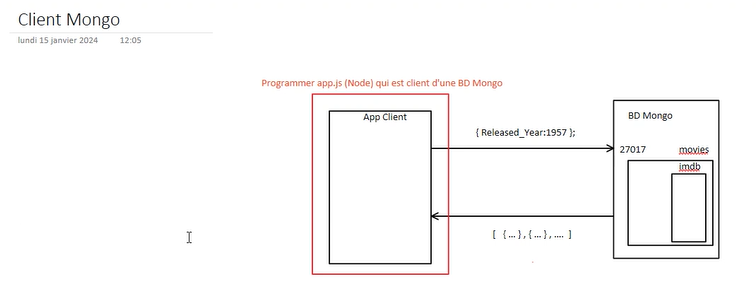 Client Mongo
lundi 15 janvier 2024 12:05
Programmer app.js (Node) qui est client d'une BD Mongo
App Client
{ Released_Year:1957 };
BD Mongo
27017 movies
imdb
[ { ... } , { ... } , .... ]